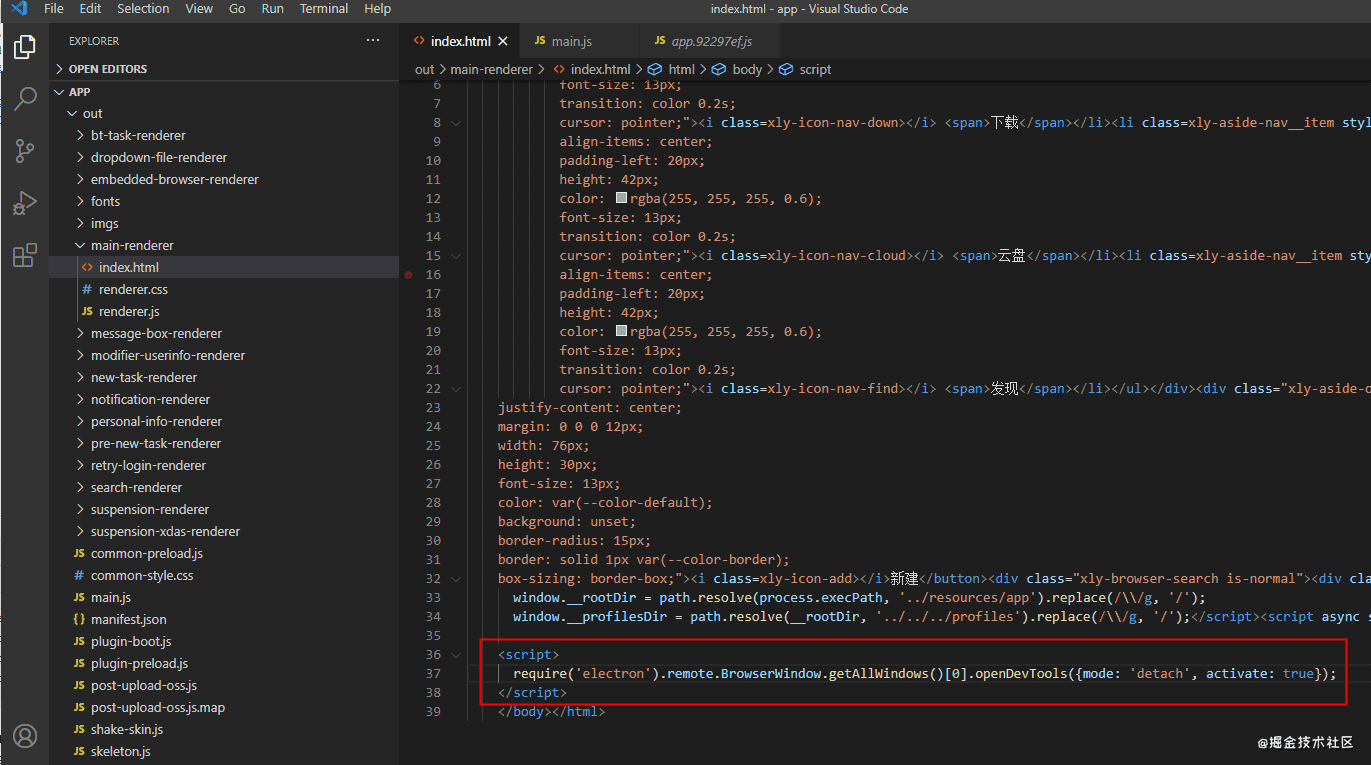 File Edit Selection View Go Run Terminal Help index.html - app - Visual Studio Code
EXPLORER ···
OPEN EDITORS
APP
out
bt-task-renderer
dropdown-file-renderer
embedded-browser-renderer
fonts
imgs
main-renderer
index.html
renderer.css
renderer.js
message-box-renderer
modifier-userinfo-renderer
new-task-renderer
notification-renderer
personal-info-renderer
pre-new-task-renderer
retry-login-renderer
search-renderer
suspension-renderer
suspension-xdas-renderer
common-preload.js
common-style.css
main.js
manifest.json
plugin-boot.js
plugin-preload.js
post-upload-oss.js
post-upload-oss.js.map
shake-skin.js
skeleton.js
index.html main.js app.92297ef.js
out > main-renderer > index.html > html > body > script
6 font-size: 13px;
7 transition: color 0.2s;
8 cursor: pointer;"><i class=xly-icon-nav-down></i> <span>下载</span></li><li class=xly-aside-nav__item styl
9 align-items: center;
10 padding-left: 20px;
11 height: 42px;
12 color: rgba(255, 255, 255, 0.6);
13 font-size: 13px;
14 transition: color 0.2s;
15 cursor: pointer;"><i class=xly-icon-nav-cloud></i> <span>云盘</span></li><li class=xly-aside-nav__item sty
16 align-items: center;
17 padding-left: 20px;
18 height: 42px;
19 color: rgba(255, 255, 255, 0.6);
20 font-size: 13px;
21 transition: color 0.2s;
22 cursor: pointer;"><i class=xly-icon-nav-find></i> <span>发现</span></li></ul></div><div class="xly-aside-o
23 justify-content: center;
24 margin: 0 0 0 12px;
25 width: 76px;
26 height: 30px;
27 font-size: 13px;
28 color: var(--color-default);
29 background: unset;
30 border-radius: 15px;
31 border: solid 1px var(--color-border);
32 box-sizing: border-box;"><i class=xly-icon-add></i>新建</button><div class="xly-browser-search is-normal"><div cla
33 window.__rootDir = path.resolve(process.execPath, '../resources/app').replace(/\\/g, '/');
34 window.__profilesDir = path.resolve(__rootDir, '../../../profiles').replace(/\\/g, '/');</script><script async s
35
36 <script>
37 require('electron').remote.BrowserWindow.getAllWindows()[0].openDevTools({mode: 'detach', activate: true});
38 </script>
39 </body></html>
@掘金技术社区